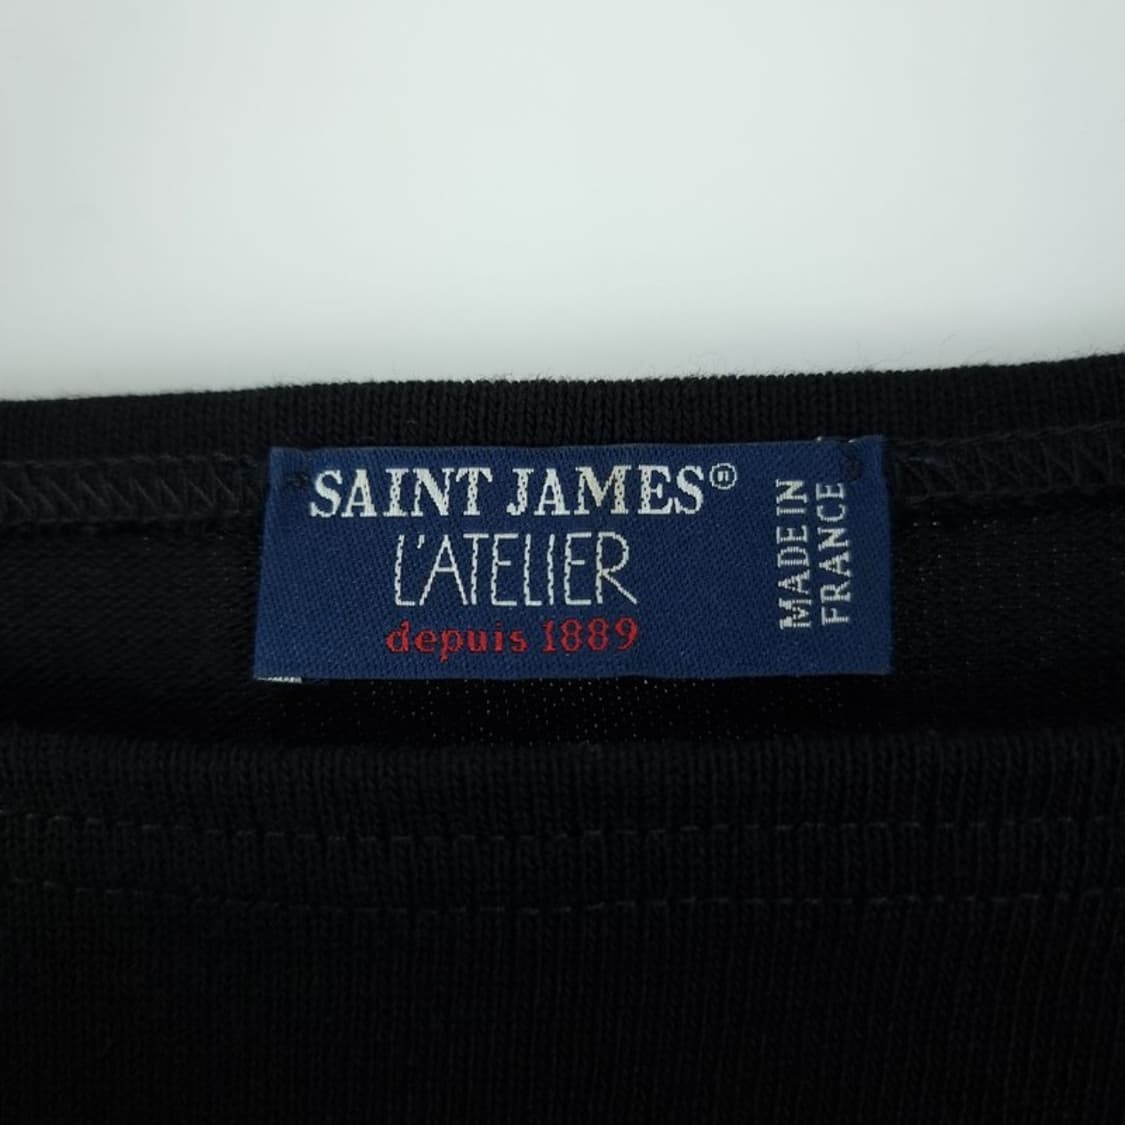 SAINT JAMES®
L'ATELIER
depuis 1889
MADE IN
FRANCE